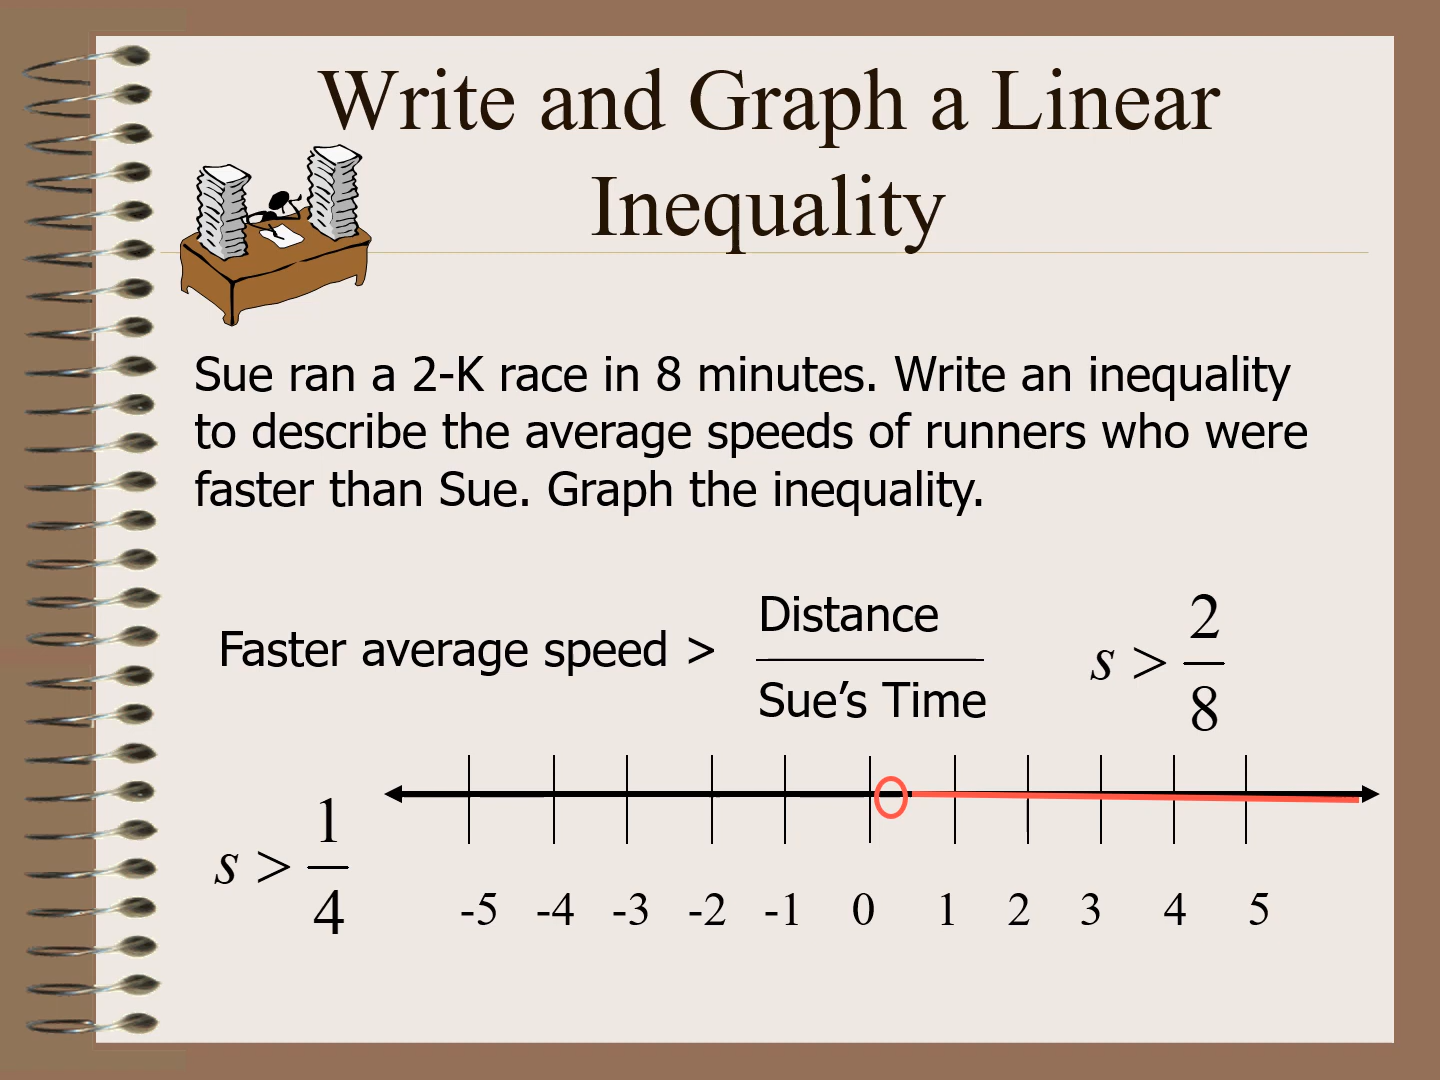 Write and Graph a Linear
Inequality
Sue ran a 2-K race in 8 minutes. Write an inequality
to describe the average speeds of runners who were
faster than Sue. Graph the inequality.
Faster average speed >
Distance
Sue’s Time
s > 2/8
s > 1/4
-5 -4 -3 -2 -1 0 1 2 3 4 5